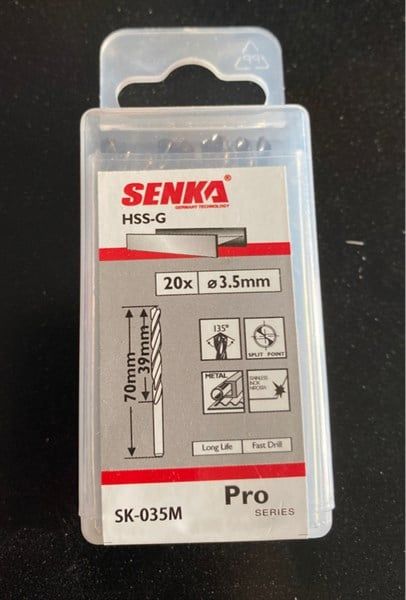 PP
SENKA®
GERMANY TECHNOLOGY
HSS-G
20x ø3.5mm
70mm
39mm
135°
SPLIT POINT
METAL
STAINLESS
INOX
Long Life Fast Drill
Pro
SERIES
SK-035M